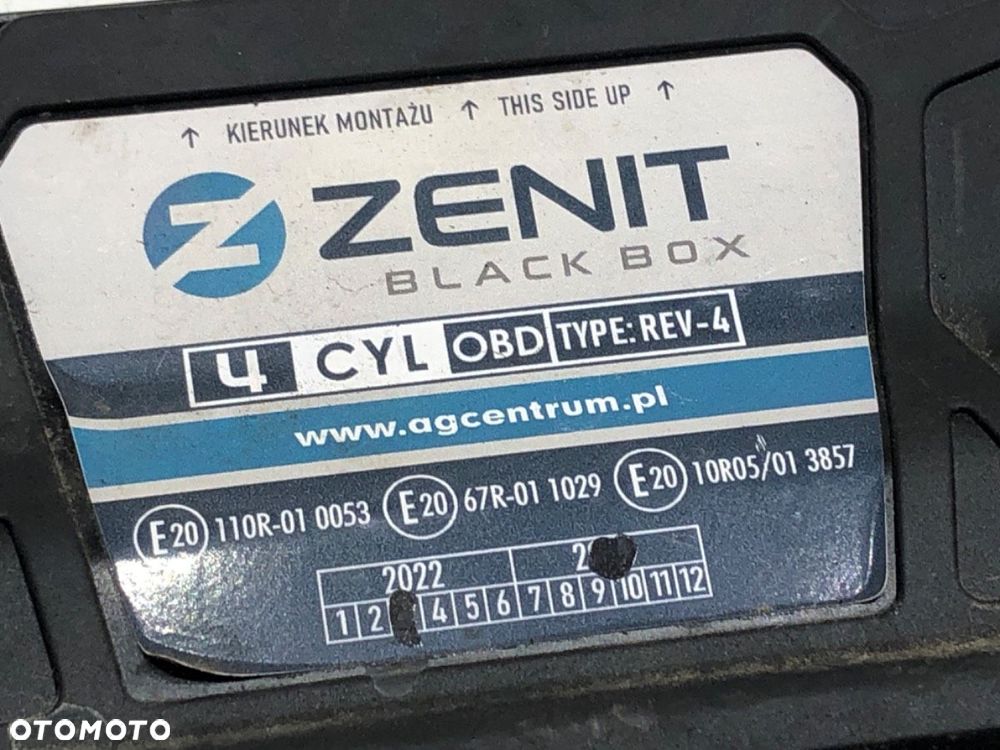 ↑ KIERUNEK MONTAŻU ↑ THIS SIDE UP ↑
ZENIT
BLACK BOX
4 CYL OBD TYPE: REV-4
www.agcentrum.pl
E20 110R-01 0053 E20 67R-01 1029 E20 10R05/01 3857
2022
1 2 4 5 6 7 8 9 10 11 12
OTOMOTO